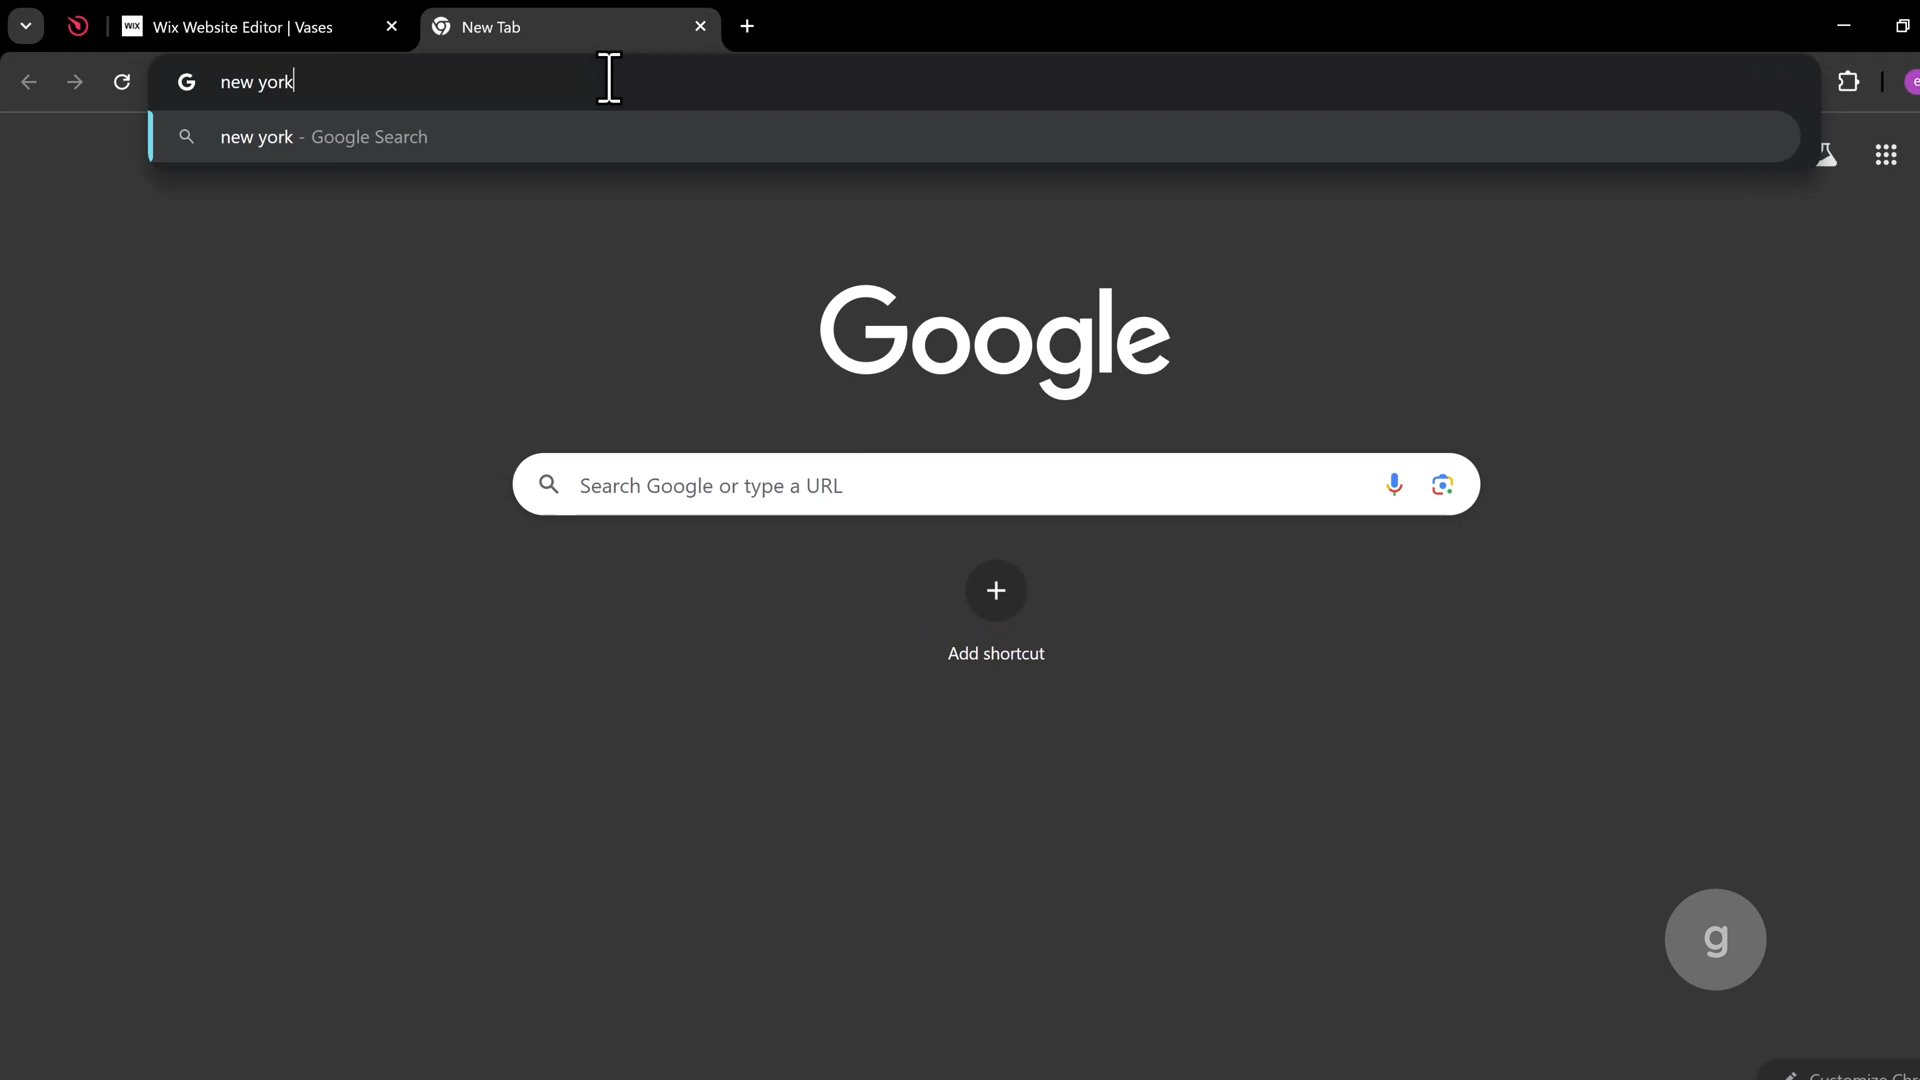 WIX Wix Website Editor | Vases
New Tab
new york
new york - Google Search
Google
Search Google or type a URL
Add shortcut
g